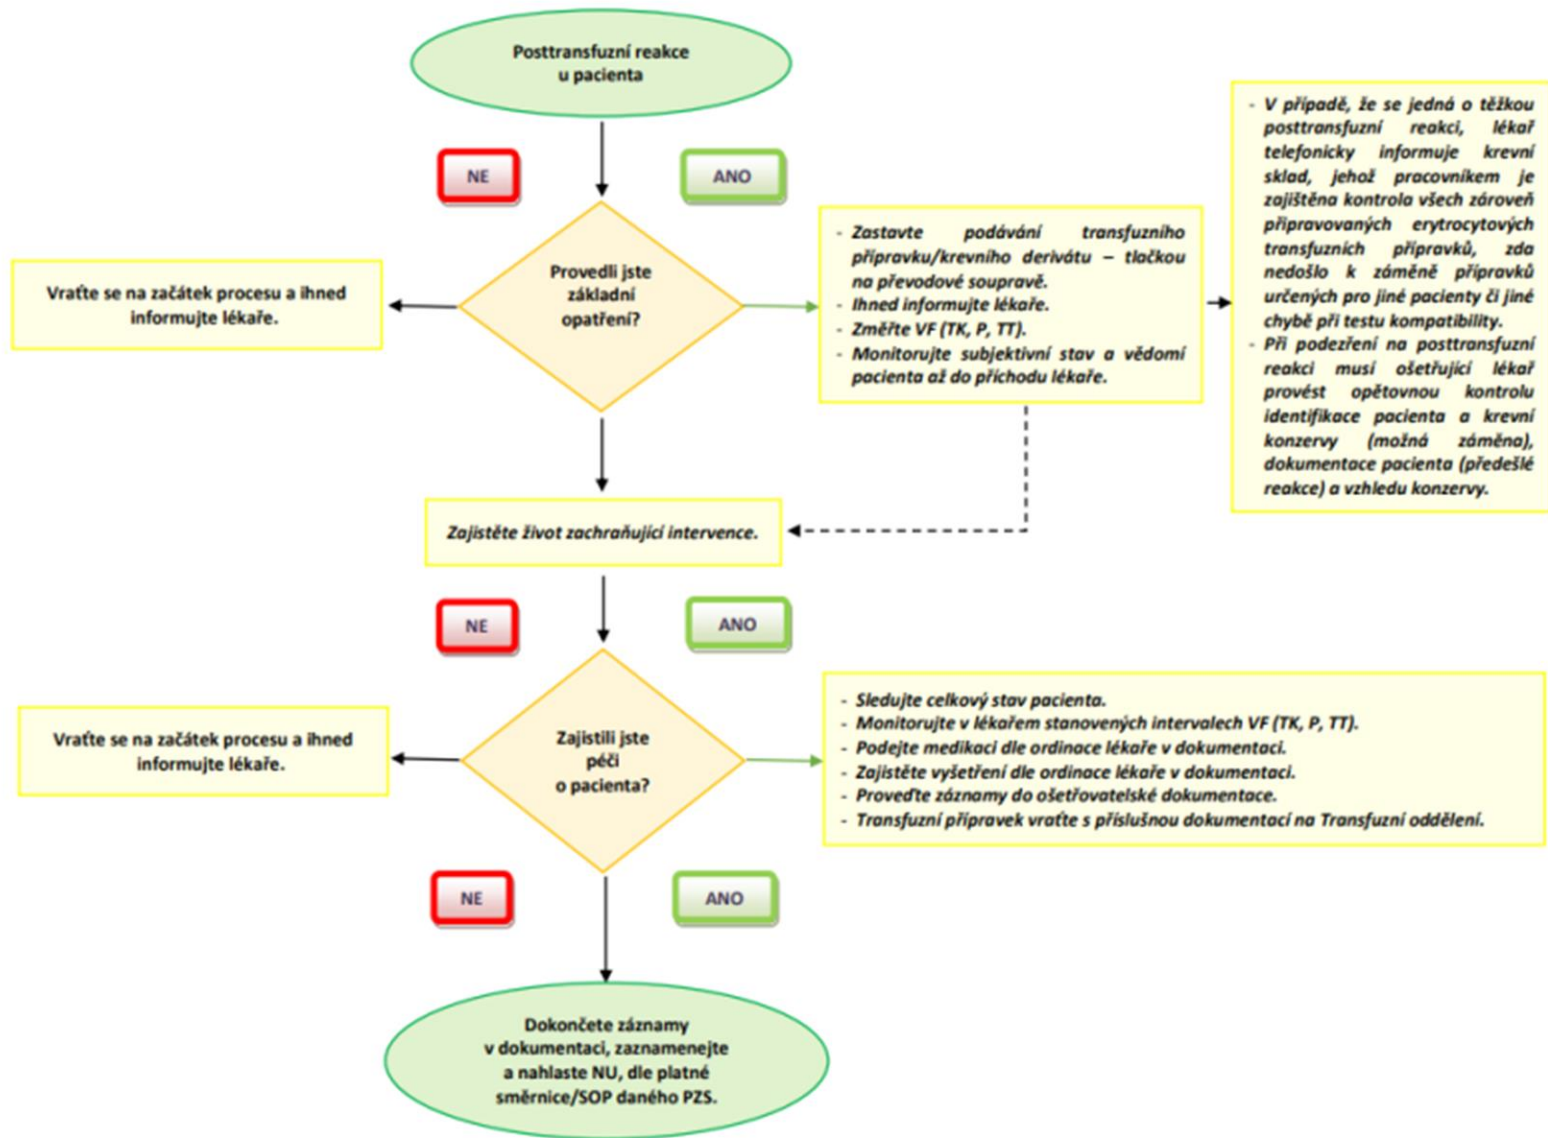 Posttransfuzní reakce
u pacienta
NE
ANO
Provedli jste
základní
opatření?
Vraťte se na začátek procesu a ihned
informujte lékaře.
- Zastavte podávání transfuzního
přípravku/krevního derivátu – tlačkou
na převodové soupravě.
- Ihned informujte lékaře.
- Změřte VF (TK, P, TT).
- Monitorujte subjektivní stav a vědomí
pacienta až do příchodu lékaře.
- V případě, že se jedná o těžkou
posttransfuzní reakci, lékař
telefonicky informuje krevní
sklad, jehož pracovníkem je
zajištěna kontrola všech zároveň
připravovaných erytrocytových
transfuzních přípravků, zda
nedošlo k záměně přípravků
určených pro jiné pacienty či jiné
chybě při testu kompatibility.
- Při podezření na posttransfuzní
reakci musí ošetřující lékař
provést opětovnou kontrolu
identifikace pacienta a krevní
konzervy (možná záměna),
dokumentace pacienta (předešlé
reakce) a vzhledu konzervy.
Zajistěte život zachraňující intervence.
NE
ANO
Zajistili jste
péči
o pacienta?
Vraťte se na začátek procesu a ihned
informujte lékaře.
- Sledujte celkový stav pacienta.
- Monitorujte v lékařem stanovených intervalech VF (TK, P, TT).
- Podejte medikaci dle ordinace lékaře v dokumentaci.
- Zajistěte vyšetření dle ordinace lékaře v dokumentaci.
- Proveďte záznamy do ošetřovatelské dokumentace.
- Transfuzní přípravek vraťte s příslušnou dokumentací na Transfuzní oddělení.
NE
ANO
Dokončete záznamy
v dokumentaci, zaznamenejte
a nahlaste NU, dle platné
směrnice/SOP daného PZS.